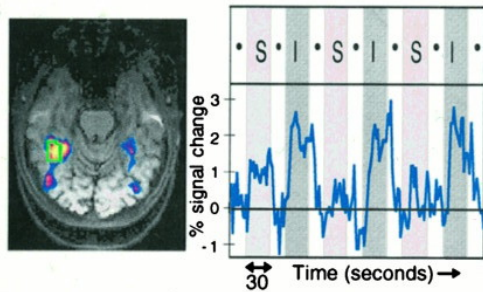 • S • I • S • I • S • I •
3
2
1
0
-1
% signal change
30
Time (seconds)